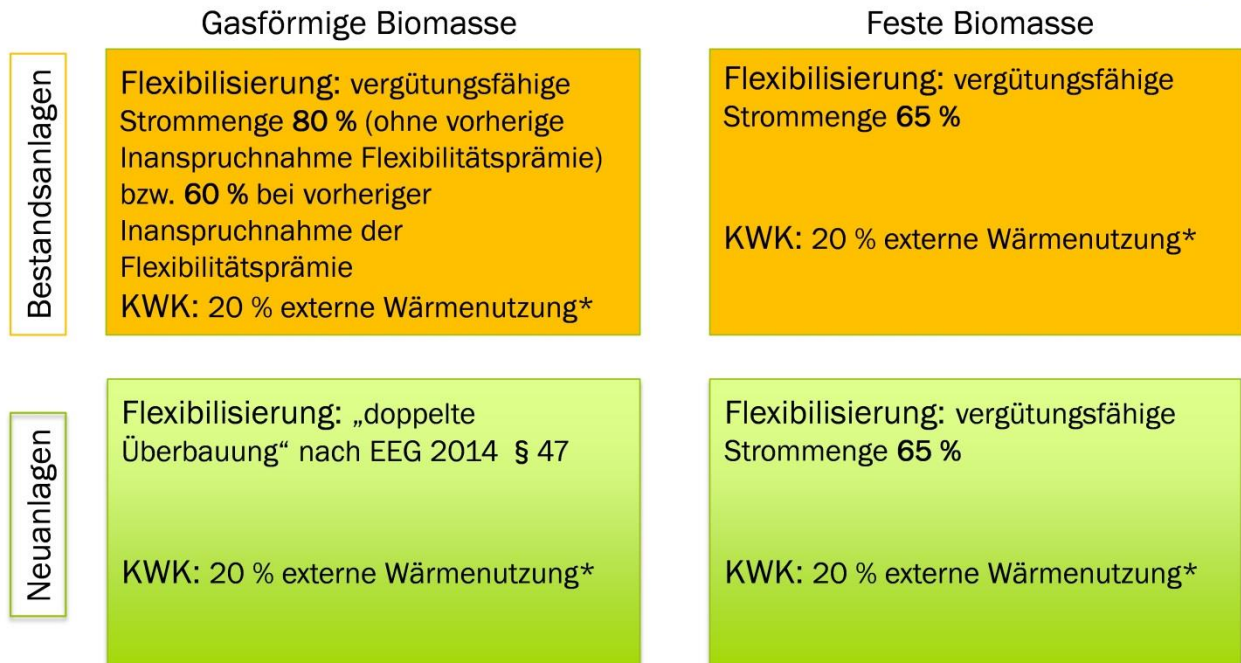 Gasförmige Biomasse
Feste Biomasse
Bestandsanlagen
Flexibilisierung: vergütungsfähige
Strommenge 80 % (ohne vorherige
Inanspruchnahme Flexibilitätsprämie)
bzw. 60 % bei vorheriger
Inanspruchnahme der
Flexibilitätsprämie
KWK: 20 % externe Wärmenutzung*
Flexibilisierung: vergütungsfähige
Strommenge 65 %
KWK: 20 % externe Wärmenutzung*
Neuanlagen
Flexibilisierung: „doppelte
Überbauung“ nach EEG 2014 § 47
KWK: 20 % externe Wärmenutzung*
Flexibilisierung: vergütungsfähige
Strommenge 65 %
KWK: 20 % externe Wärmenutzung*